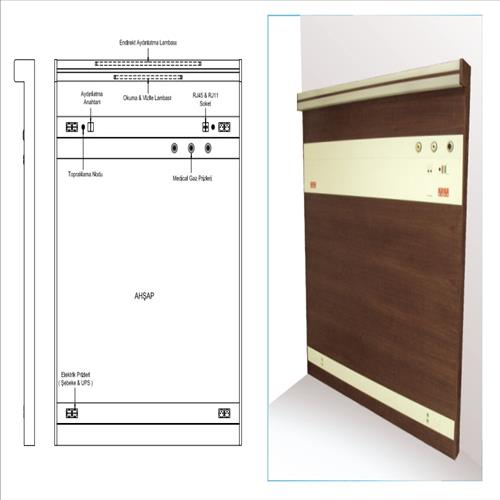 Endirekt Aydınlatma Lambası
Aydınlatma
Anahtarı
Okuma & Vizite Lambası
RJ45 & RJ11
Soket
Topraklama Nodu
Medical Gaz Prizleri
AHŞAP
Elektrik Prizleri
( Şebeke & UPS )